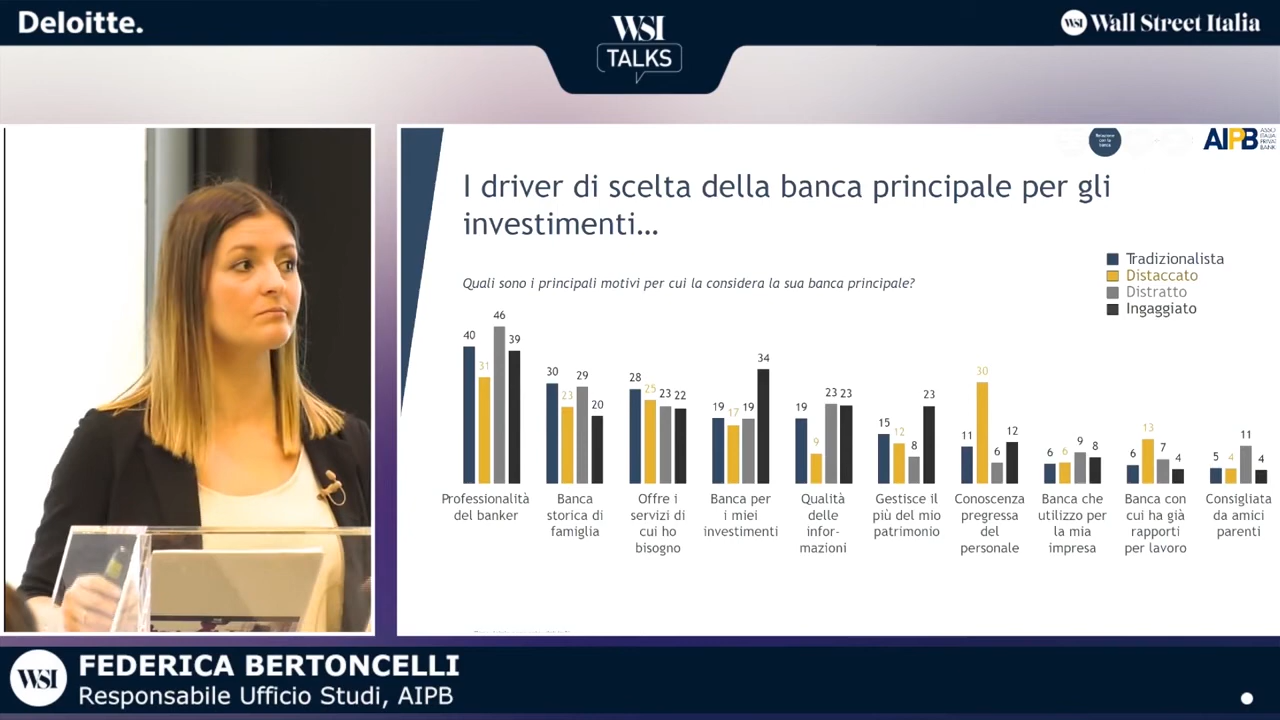 Deloitte.
WSI
TALKS
WSI Wall Street Italia
Relazione
con la
banca
AIPB
I driver di scelta della banca principale per gli
investimenti…
Quali sono i principali motivi per cui la considera la sua banca principale?
Tradizionalista
Distaccato
Distratto
Ingaggiato
40 31 46 39
30 23 29 20
28 25 23 22
19 17 19 34
19 9 23 23
15 12 8 23
11 30 6 12
6 6 9 8
6 13 7 4
5 4 11 4
Professionalità
del banker
Banca
storica di
famiglia
Offre i
servizi di
cui ho
bisogno
Banca per
i miei
investimenti
Qualità
delle
infor-
mazioni
Gestisce il
più del mio
patrimonio
Conoscenza
pregressa
del
personale
Banca che
utilizzo per
la mia
impresa
Banca con
cui ha già
rapporti
per lavoro
Consigliata
da amici
parenti
WSI
FEDERICA BERTONCELLI
Responsabile Ufficio Studi, AIPB